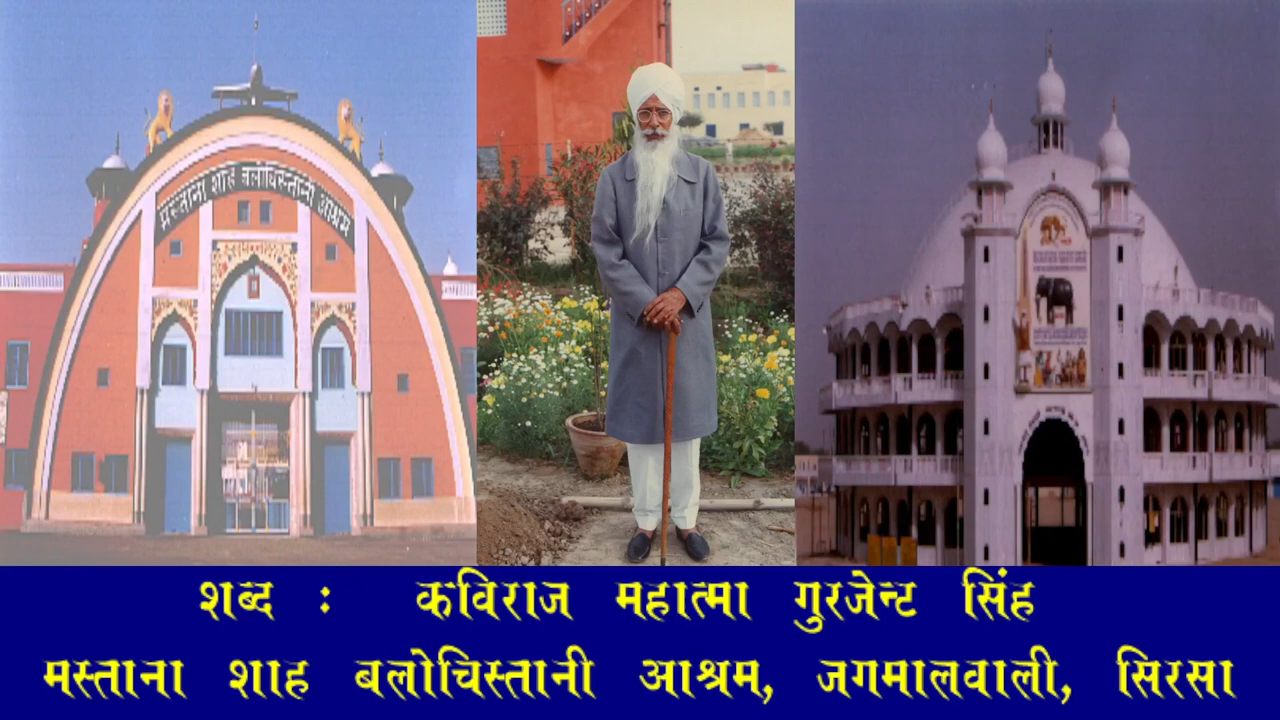 मस्ताना शाह बलोचिस्तानी आश्रम
शब्द : कविराज महात्मा गुरजेन्ट सिंह
मस्ताना शाह बलोचिस्तानी आश्रम, जगमालवाली, सिरसा